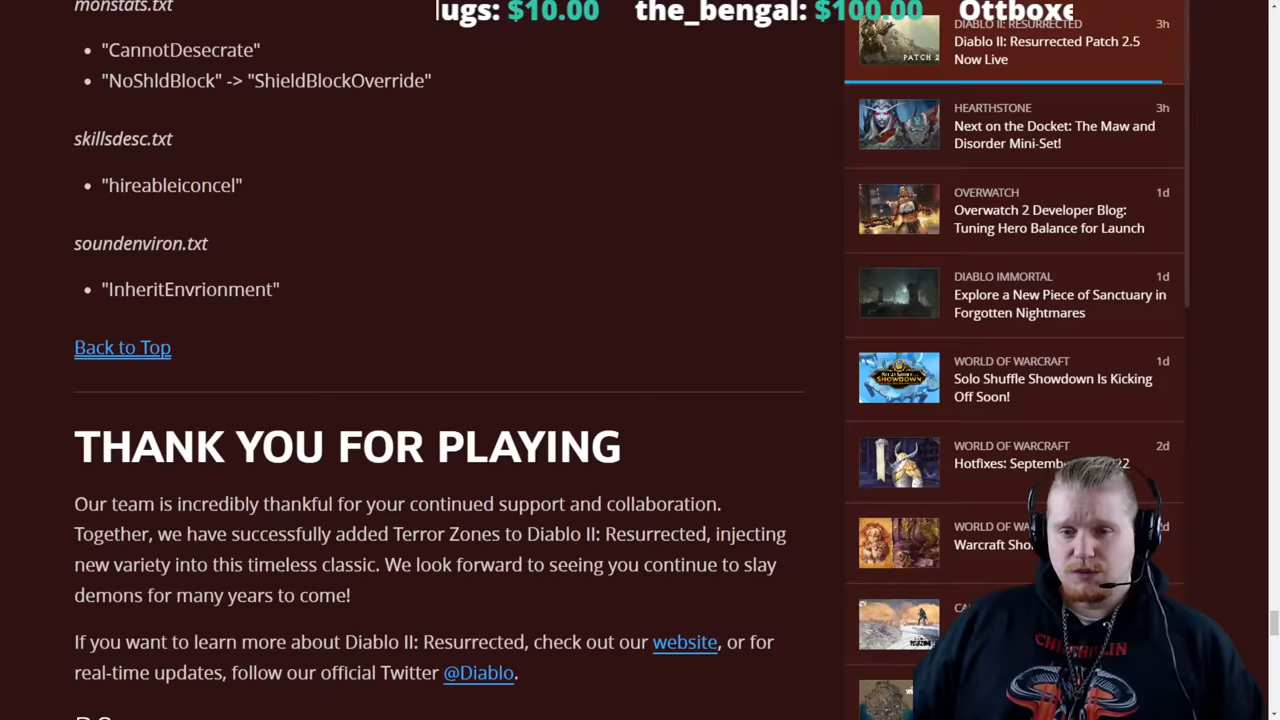 ugs: $10.00 the_bengal: $100.00 Ottboxe
monstats.txt
"CannotDesecrate"
"NoShldBlock" -> "ShieldBlockOverride"
skillsdesc.txt
"hireableiconcel"
soundenviron.txt
"InheritEnvrionment"
Back to Top
THANK YOU FOR PLAYING
Our team is incredibly thankful for your continued support and collaboration.
Together, we have successfully added Terror Zones to Diablo II: Resurrected, injecting
new variety into this timeless classic. We look forward to seeing you continue to slay
demons for many years to come!
If you want to learn more about Diablo II: Resurrected, check out our website, or for
real-time updates, follow our official Twitter @Diablo.
DIABLO II: RESURRECTED 3h
Diablo II: Resurrected Patch 2.5
Now Live
PATCH 2
HEARTHSTONE 3h
Next on the Docket: The Maw and
Disorder Mini-Set!
OVERWATCH 1d
Overwatch 2 Developer Blog:
Tuning Hero Balance for Launch
DIABLO IMMORTAL 1d
Explore a New Piece of Sanctuary in
Forgotten Nightmares
WORLD OF WARCRAFT 1d
Solo Shuffle Showdown Is Kicking
Off Soon!
SHOWDOWN
WORLD OF WARCRAFT 2d
Hotfixes: Septemb 22
WORLD OF WA 2d
Warcraft Sho
CA